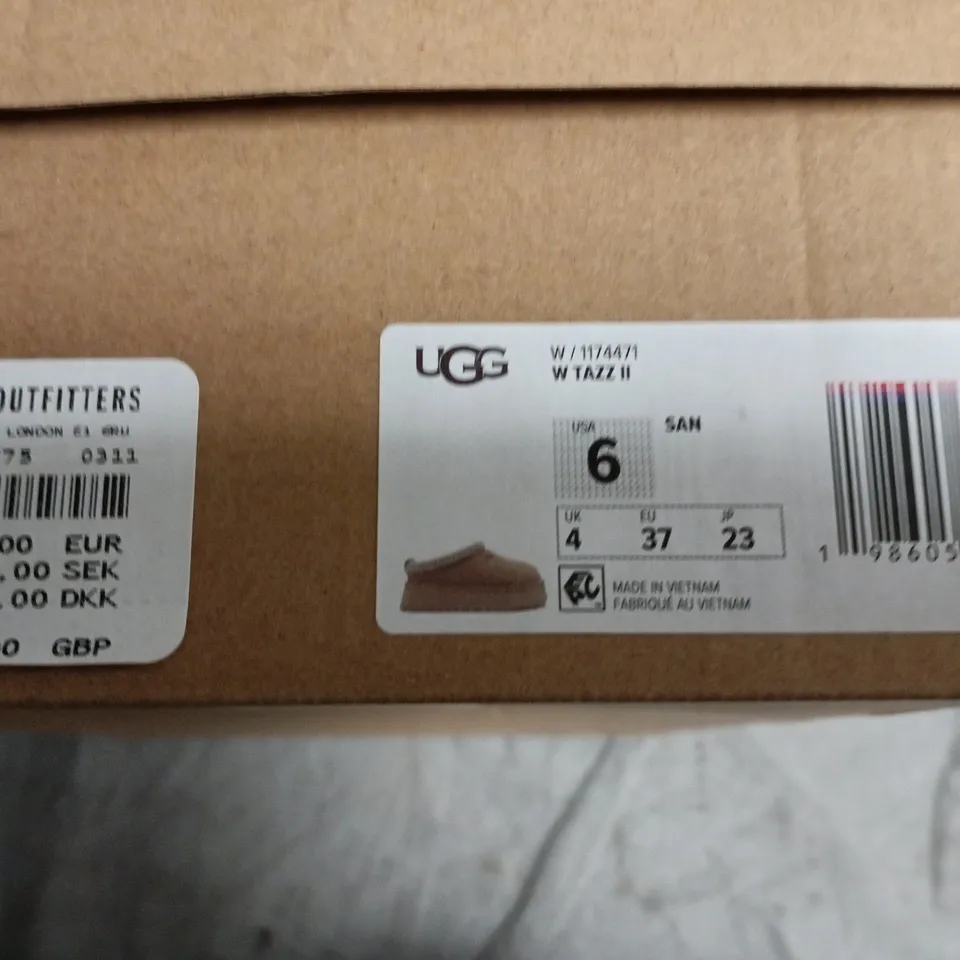 OUTFITTERS
LONDON E1 6RU
75 0311
00 EUR
.00 SEK
.00 DKK
00 GBP
UGG
W / 1174471
W TAZZ II
USA
6
SAN
UK EU JP
4 37 23
MADE IN VIETNAM
FABRIQUÉ AU VIETNAM
1 98605